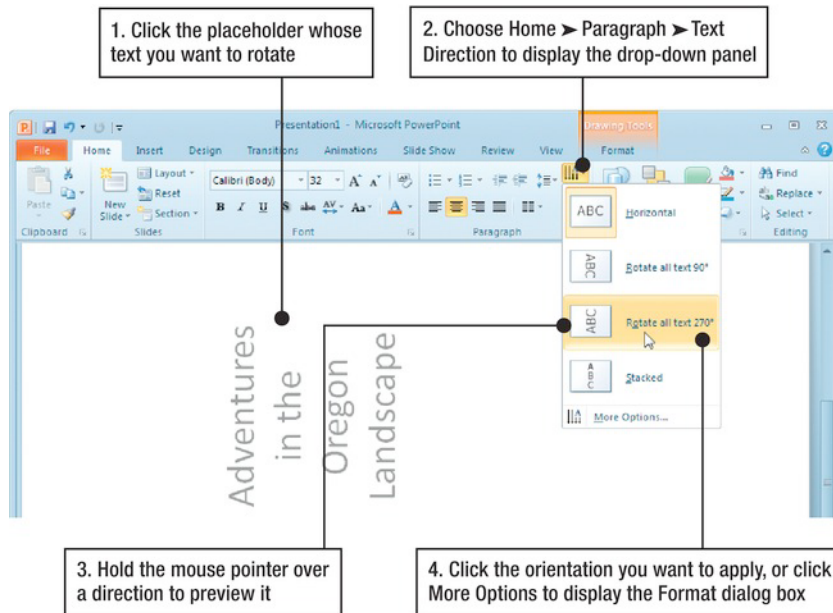 1. Click the placeholder whose
text you want to rotate
2. Choose Home ➤ Paragraph ➤ Text
Direction to display the drop-down panel
Presentation1 - Microsoft PowerPoint
Drawing Tools
File Home Insert Design Transitions Animations Slide Show Review View Format
Paste
New
Slide
Layout
Reset
Section
Calibri (Body) 32
B I U S abc AV Aa A
Find
Replace
Select
Clipboard Slides Font Paragraph Editing
ABC Horizontal
ABC Rotate all text 90°
ABC Rotate all text 270°
ABC Stacked
More Options...
Adventures
in the
Oregon
Landscape
3. Hold the mouse pointer over
a direction to preview it
4. Click the orientation you want to apply, or click
More Options to display the Format dialog box